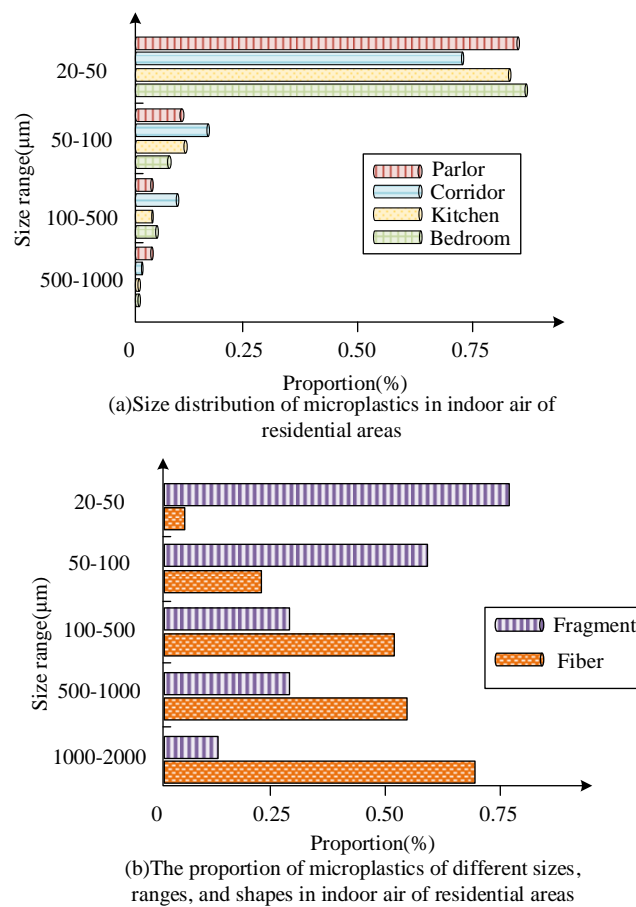 Size range(μm)
20-50
50-100
100-500
500-1000
Parlor
Corridor
Kitchen
Bedroom
0
0.25
0.50
0.75
Proportion(%)
(a)Size distribution of microplastics in indoor air of
residential areas
Size range(μm)
20-50
50-100
100-500
500-1000
1000-2000
Fragment
Fiber
0
0.25
0.50
0.75
Proportion(%)
(b)The proportion of microplastics of different sizes,
ranges, and shapes in indoor air of residential areas